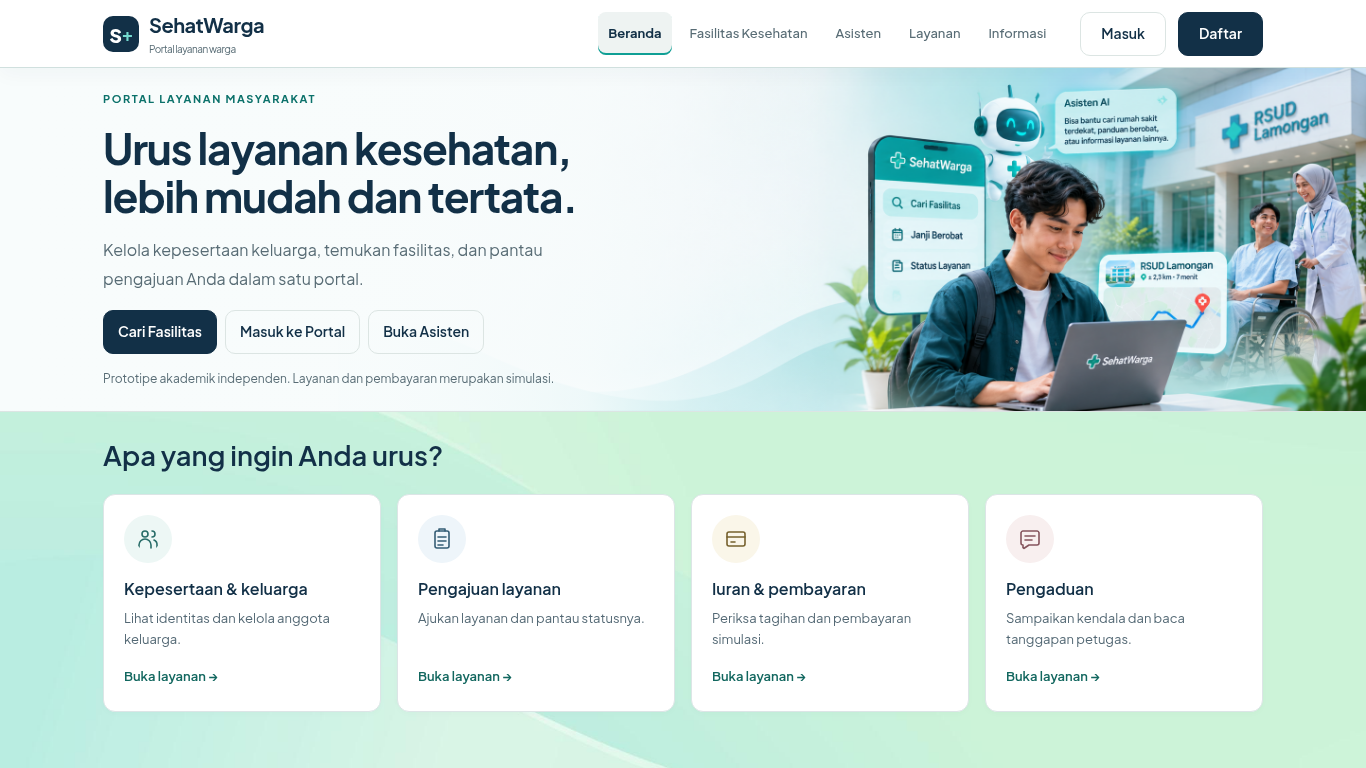 S+ SehatWarga
Portal layanan warga
Beranda Fasilitas Kesehatan Asisten Layanan Informasi Masuk Daftar
PORTAL LAYANAN MASYARAKAT
Urus layanan kesehatan,
lebih mudah dan tertata.
Kelola kepesertaan keluarga, temukan fasilitas, dan pantau
pengajuan Anda dalam satu portal.
Cari Fasilitas Masuk ke Portal Buka Asisten
Prototipe akademik independen. Layanan dan pembayaran merupakan simulasi.
Asisten AI
Bisa bantu cari rumah sakit
terdekat, panduan berobat,
atau informasi layanan lainnya.
RSUD
Lamongan
SehatWarga
Cari Fasilitas
Janji Berobat
Status Layanan
RSUD Lamongan
± 2,3 km • 7 menit
SehatWarga
Apa yang ingin Anda urus?
Kepesertaan & keluarga
Lihat identitas dan kelola anggota
keluarga.
Buka layanan →
Pengajuan layanan
Ajukan layanan dan pantau statusnya.
Buka layanan →
Iuran & pembayaran
Periksa tagihan dan pembayaran
simulasi.
Buka layanan →
Pengaduan
Sampaikan kendala dan baca
tanggapan petugas.
Buka layanan →